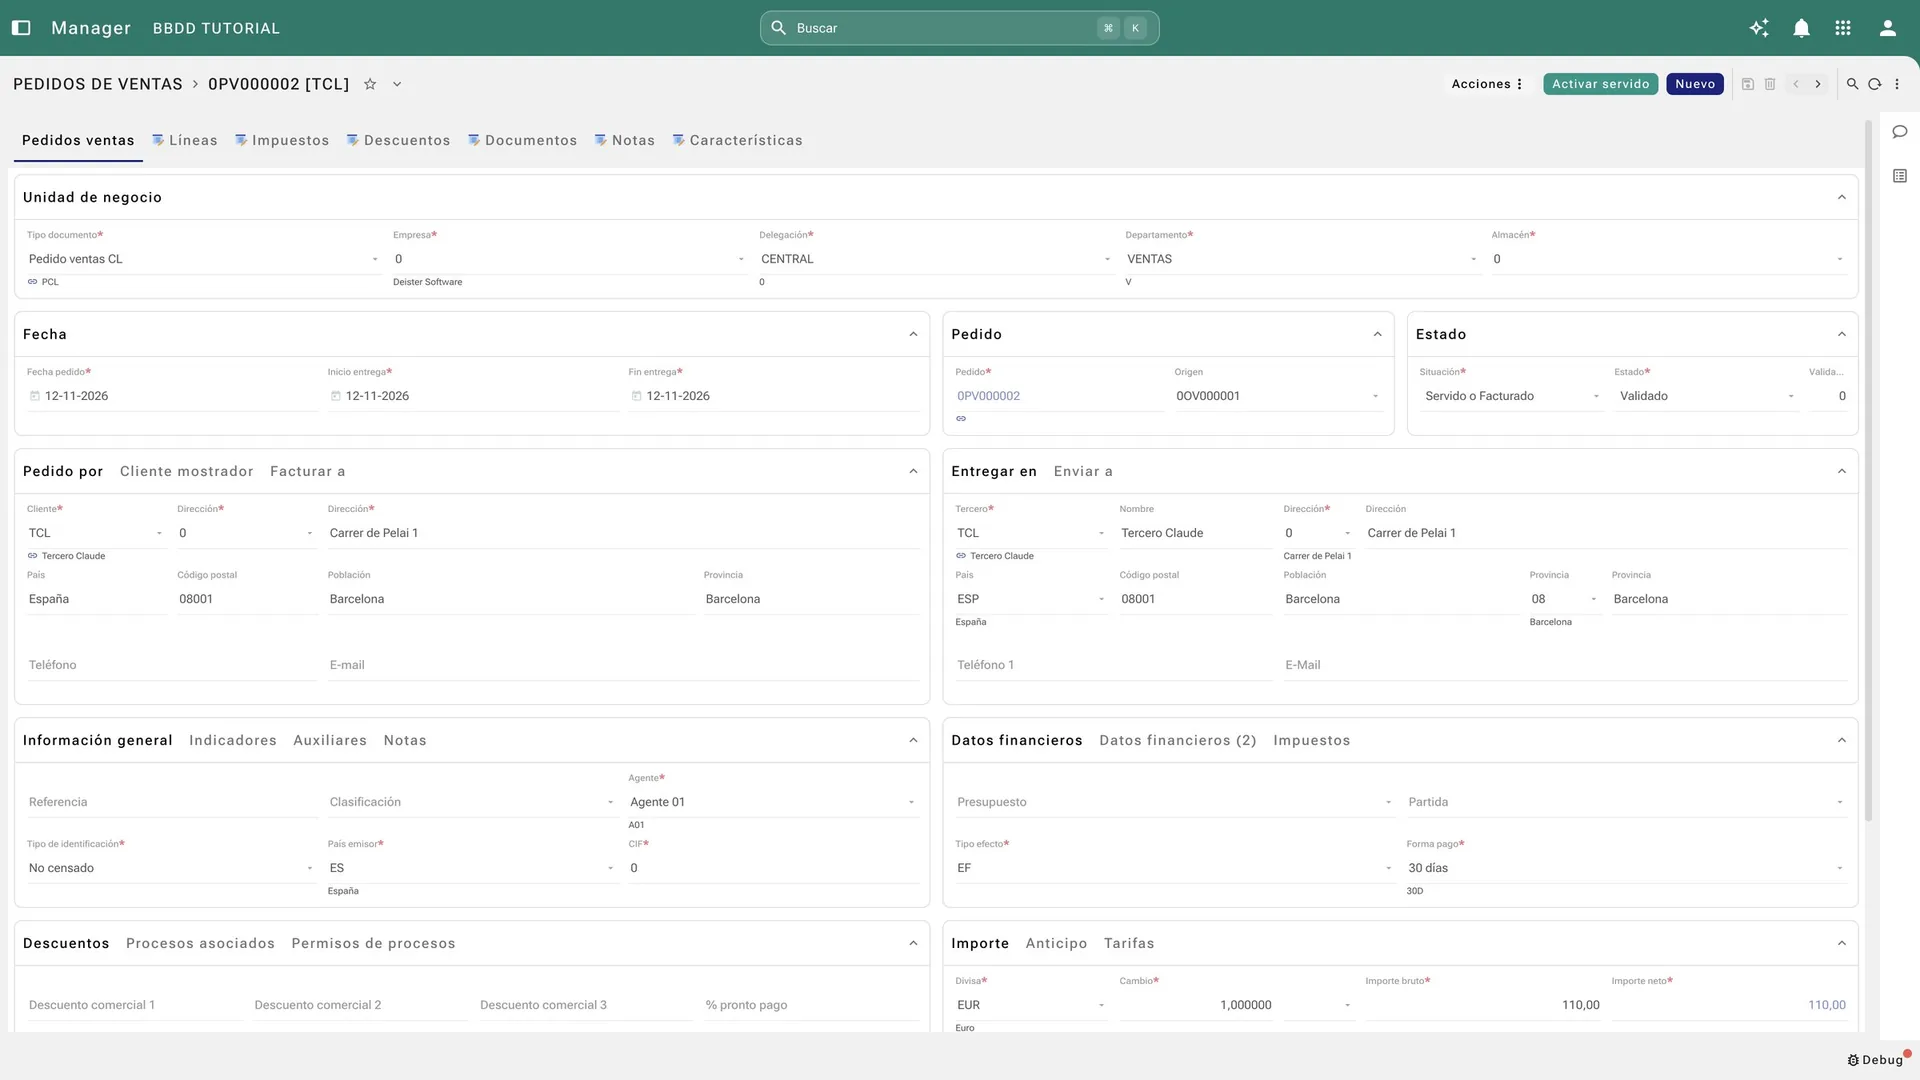 Manager BBDD TUTORIAL Buscar ⌘ K
PEDIDOS DE VENTAS > 0PV000002 [TCL] Acciones Activar servido Nuevo
Pedidos ventas Líneas Impuestos Descuentos Documentos Notas Características
Unidad de negocio
Tipo documento* Empresa* Delegación* Departamento* Almacén*
Pedido ventas CL 0 CENTRAL VENTAS 0
PCL Deister Software 0 V
Fecha Pedido Estado
Fecha pedido* Inicio entrega* Fin entrega* Pedido* Origen Situación* Estado* Valida...
12-11-2026 12-11-2026 12-11-2026 0PV000002 0OV000001 Servido o Facturado Validado 0
Pedido por Cliente mostrador Facturar a Entregar en Enviar a
Cliente* Dirección* Dirección* Tercero* Nombre Dirección* Dirección
TCL 0 Carrer de Pelai 1 TCL Tercero Claude 0 Carrer de Pelai 1
Tercero Claude Tercero Claude Carrer de Pelai 1
País Código postal Población Provincia País Código postal Población Provincia Provincia
España 08001 Barcelona Barcelona ESP 08001 Barcelona 08 Barcelona
España Barcelona
Teléfono E-mail Teléfono 1 E-Mail
Información general Indicadores Auxiliares Notas Datos financieros Datos financieros (2) Impuestos
Agente*
Referencia Clasificación Agente 01 Presupuesto Partida
A01
Tipo de identificación* País emisor* CIF* Tipo efecto* Forma pago*
No censado ES 0 EF 30 días
España 30D
Descuentos Procesos asociados Permisos de procesos Importe Anticipo Tarifas
Divisa* Cambio* Importe bruto* Importe neto*
Descuento comercial 1 Descuento comercial 2 Descuento comercial 3 % pronto pago EUR 1,000000 110,00 110,00
Euro
Debug